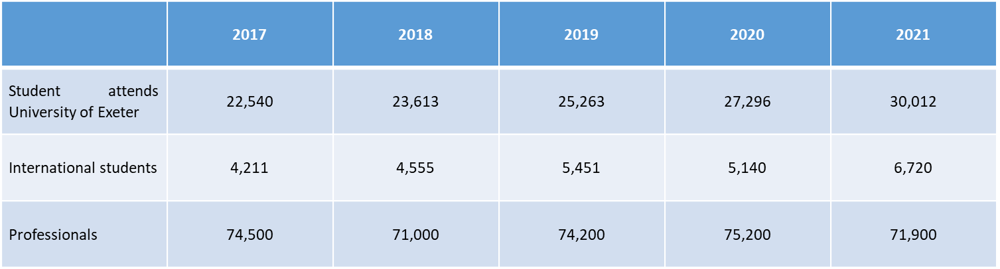 2017 2018 2019 2020 2021
Student attends
University of Exeter 22,540 23,613 25,263 27,296 30,012
International students 4,211 4,555 5,451 5,140 6,720
Professionals 74,500 71,000 74,200 75,200 71,900